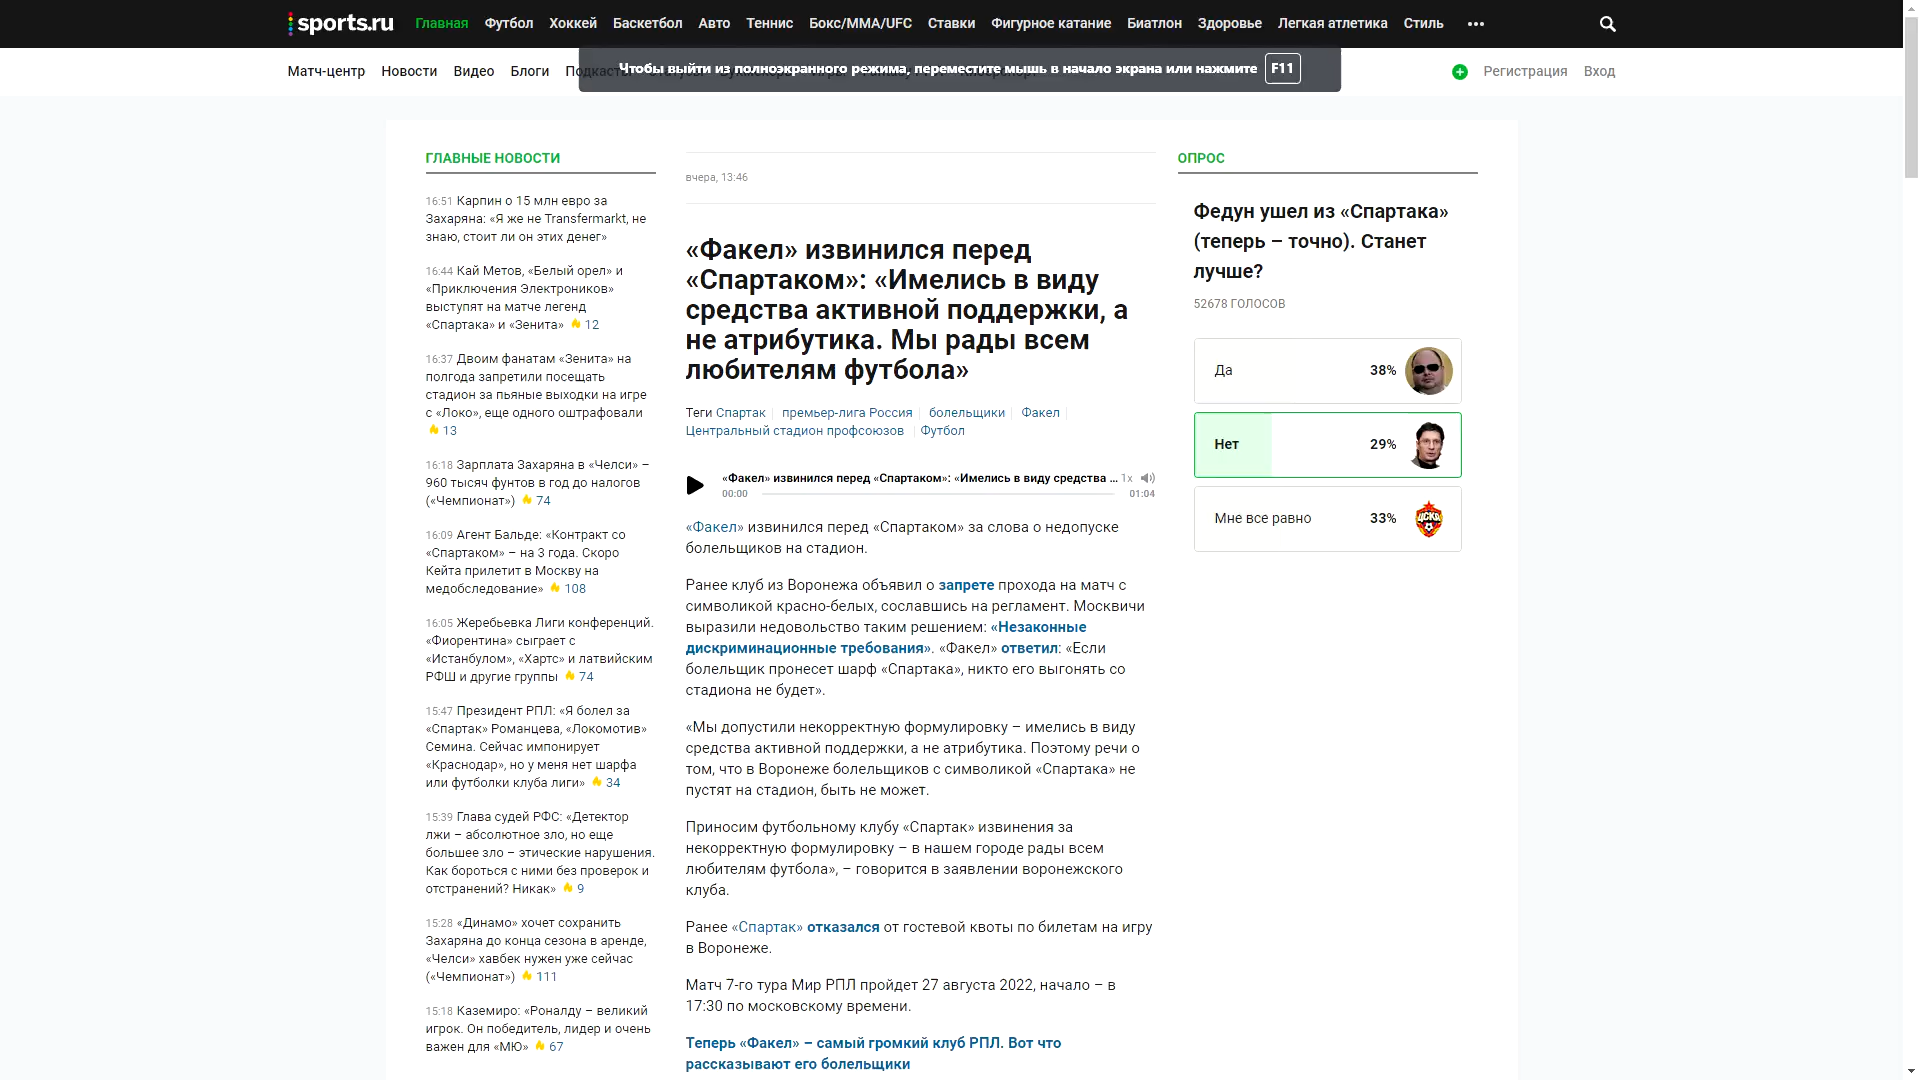 sports.ru
Главная Футбол Хоккей Баскетбол Авто Теннис Бокс/MMA/UFC Ставки Фигурное катание Биатлон Здоровье Легкая атлетика Стиль
Матч-центр Новости Видео Блоги
Чтобы выйти из полноэкранного режима, переместите мышь в начало экрана или нажмите F11
Регистрация Вход
ГЛАВНЫЕ НОВОСТИ
16:51 Карпин о 15 млн евро за
Захаряна: «Я же не Transfermarkt, не
знаю, стоит ли он этих денег»
16:44 Кай Метов, «Белый орел» и
«Приключения Электроников»
выступят на матче легенд
«Спартака» и «Зенита» 12
16:37 Двоим фанатам «Зенита» на
полгода запретили посещать
стадион за пьяные выходки на игре
с «Локо», еще одного оштрафовали
13
16:18 Зарплата Захаряна в «Челси» –
960 тысяч фунтов в год до налогов
(«Чемпионат») 74
16:09 Агент Бальде: «Контракт со
«Спартаком» – на 3 года. Скоро
Кейта прилетит в Москву на
медобследование» 108
16:05 Жеребьевка Лиги конференций.
«Фиорентина» сыграет с
«Истанбулом», «Хартс» и латвийским
РФШ и другие группы 74
15:47 Президент РПЛ: «Я болел за
«Спартак» Романцева, «Локомотив»
Семина. Сейчас импонирует
«Краснодар», но у меня нет шарфа
или футболки клуба лиги» 34
15:39 Глава судей РФС: «Детектор
лжи – абсолютное зло, но еще
большее зло – этические нарушения.
Как бороться с ними без проверок и
отстранений? Никак» 9
15:28 «Динамо» хочет сохранить
Захаряна до конца сезона в аренде,
«Челси» хавбек нужен уже сейчас
(«Чемпионат») 111
15:18 Каземиро: «Роналду – великий
игрок. Он победитель, лидер и очень
важен для «МЮ» 67
вчера, 13:46
«Факел» извинился перед
«Спартаком»: «Имелись в виду
средства активной поддержки, а
не атрибутика. Мы рады всем
любителям футбола»
Теги Спартак премьер-лига Россия болельщики Факел
Центральный стадион профсоюзов Футбол
«Факел» извинился перед «Спартаком»: «Имелись в виду средства ... 1x
00:00 01:04
«Факел» извинился перед «Спартаком» за слова о недопуске
болельщиков на стадион.
Ранее клуб из Воронежа объявил о запрете прохода на матч с
символикой красно-белых, сославшись на регламент. Москвичи
выразили недовольство таким решением: «Незаконные
дискриминационные требования». «Факел» ответил: «Если
болельщик пронесет шарф «Спартака», никто его выгонять со
стадиона не будет».
«Мы допустили некорректную формулировку – имелись в виду
средства активной поддержки, а не атрибутика. Поэтому речи о
том, что в Воронеже болельщиков с символикой «Спартака» не
пустят на стадион, быть не может.
Приносим футбольному клубу «Спартак» извинения за
некорректную формулировку – в нашем городе рады всем
любителям футбола», – говорится в заявлении воронежского
клуба.
Ранее «Спартак» отказался от гостевой квоты по билетам на игру
в Воронеже.
Матч 7-го тура Мир РПЛ пройдет 27 августа 2022, начало – в
17:30 по московскому времени.
Теперь «Факел» – самый громкий клуб РПЛ. Вот что
рассказывают его болельщики
ОПРОС
Федун ушел из «Спартака»
(теперь – точно). Станет
лучше?
52678 ГОЛОСОВ
Да 38%
Нет 29%
Мне все равно 33%
ЦСКА